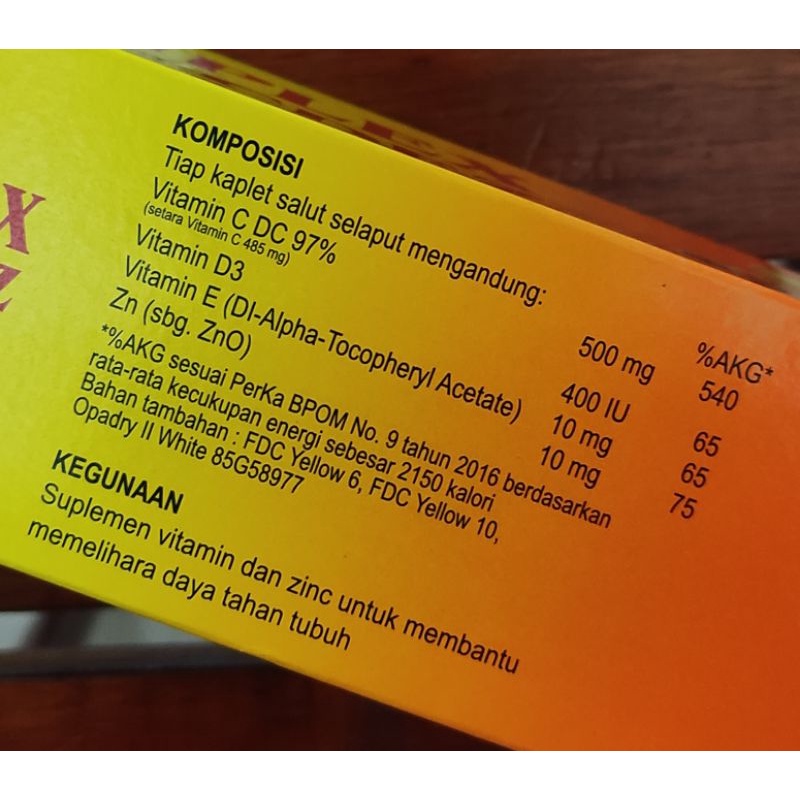 X
Z
KOMPOSISI
Tiap kaplet salut selaput mengandung:
%AKG*
Vitamin C DC 97% 500 mg 540
(setara Vitamin C 485 mg)
Vitamin D3 400 IU 65
Vitamin E (Dl-Alpha-Tocopheryl Acetate) 10 mg 65
Zn (sbg. ZnO) 10 mg 75
*%AKG sesuai PerKa BPOM No. 9 tahun 2016 berdasarkan
rata-rata kecukupan energi sebesar 2150 kalori
Bahan tambahan : FDC Yellow 6, FDC Yellow 10,
Opadry II White 85G58977
KEGUNAAN
Suplemen vitamin dan zinc untuk membantu
memelihara daya tahan tubuh